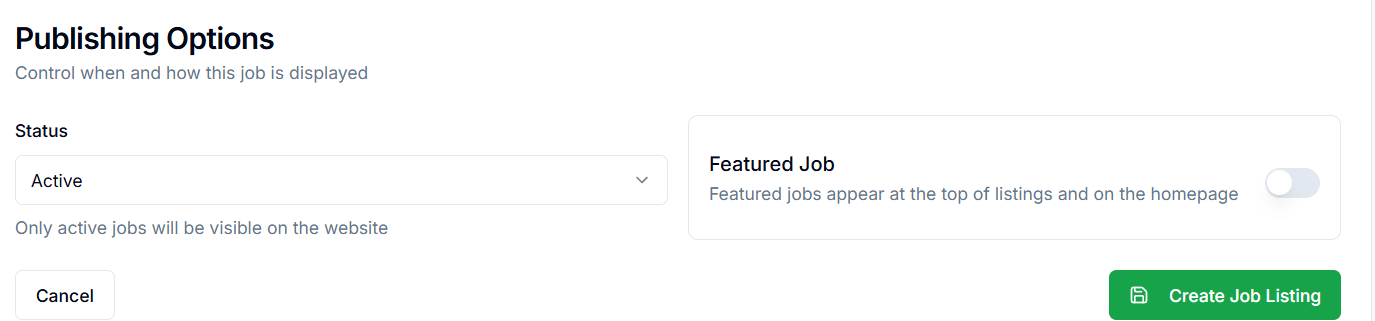 Publishing Options
Control when and how this job is displayed
Status
Active
Only active jobs will be visible on the website
Featured Job
Featured jobs appear at the top of listings and on the homepage
Cancel
Create Job Listing